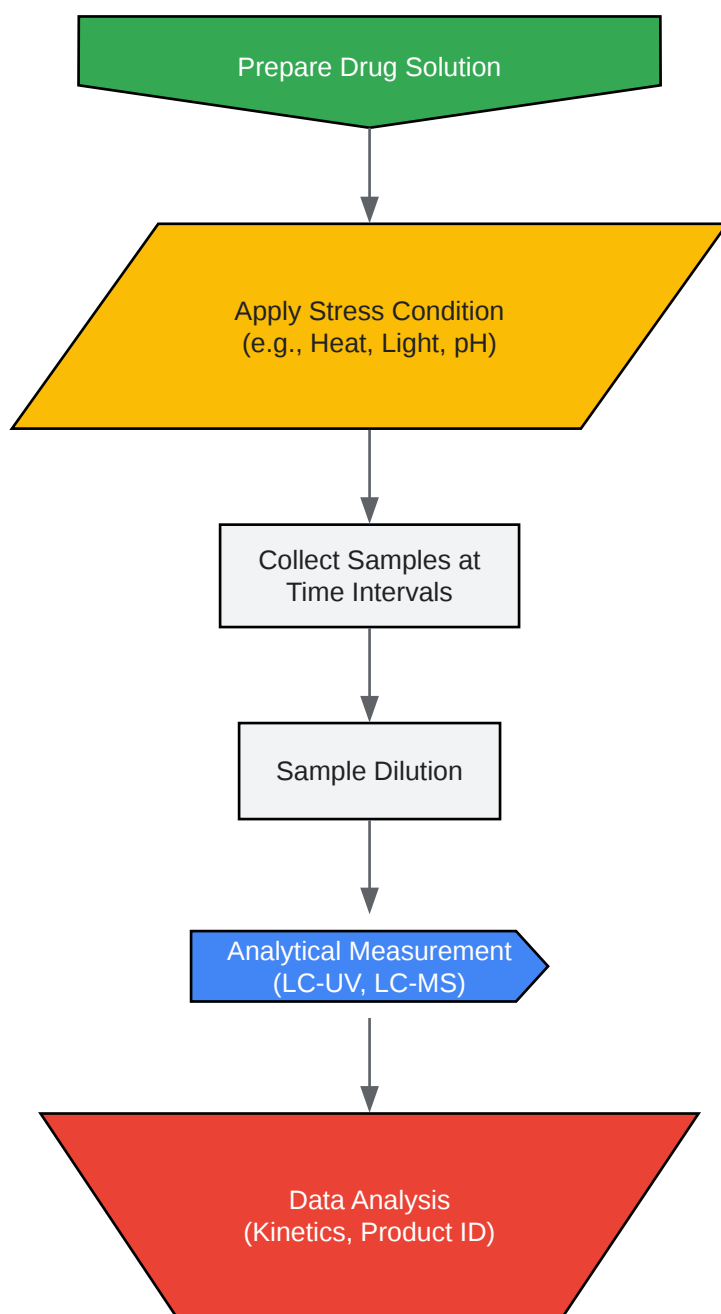 Prepare Drug Solution
Apply Stress Condition
(e.g., Heat, Light, pH)
Collect Samples at
Time Intervals
Sample Dilution
Analytical Measurement
(LC-UV, LC-MS)
Data Analysis
(Kinetics, Product ID)